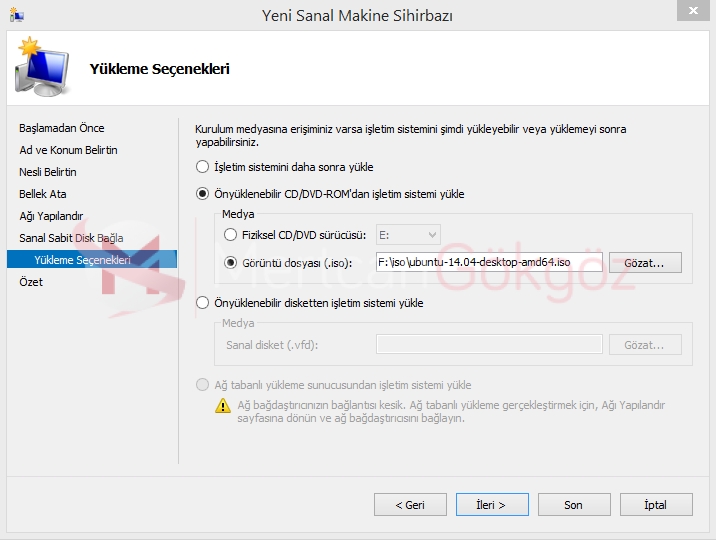 Yeni Sanal Makine Sihirbazı
Yükleme Seçenekleri
Başlamadan Önce
Ad ve Konum Belirtin
Nesli Belirtin
Bellek Ata
Ağı Yapılandır
Sanal Sabit Disk Bağla
Yükleme Seçenekleri
Özet
Kurulum medyasına erişiminiz varsa işletim sistemini şimdi yükleyebilir veya yüklemeyi sonra
yapabilirsiniz.
İşletim sistemini daha sonra yükle
Önyüklenebilir CD/DVD-ROM'dan işletim sistemi yükle
Medya
Fiziksel CD/DVD sürücüsü: E:
Görüntü dosyası (.iso): F:\iso\ubuntu-14.04-desktop-amd64.iso Gözat...
MertcanGökgöz
Önyüklenebilir disketten işletim sistemi yükle
Medya
Sanal disket (.vfd): Gözat...
Ağ tabanlı yükleme sunucusundan işletim sistemi yükle
Ağ bağdaştırıcınızın bağlantısı kesik. Ağ tabanlı yükleme gerçekleştirmek için, Ağı Yapılandır
sayfasına dönün ve ağ bağdaştırıcısını bağlayın.
< Geri İleri > Son İptal